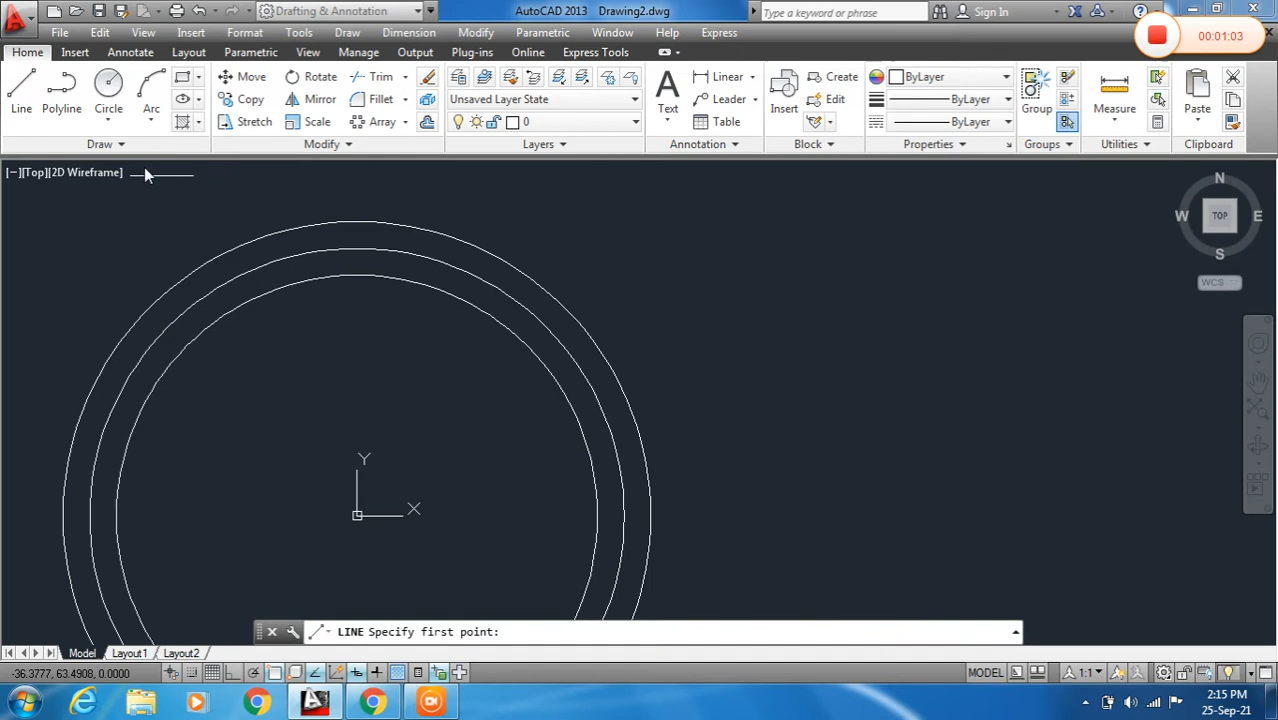 Drafting & Annotation
AutoCAD 2013 Drawing2.dwg
Type a keyword or phrase
Sign In
File Edit View Insert Format Tools Draw Dimension Modify Parametric Window Help Express
00:01:03
Home Insert Annotate Layout Parametric View Manage Output Plug-ins Online Express Tools
Line Polyline Circle Arc
Move Rotate Trim
Copy Mirror Fillet
Stretch Scale Array
Unsaved Layer State
0
Text
Linear
Leader
Table
Insert
Create
Edit
ByLayer
ByLayer
ByLayer
Group
Measure
Paste
Draw Modify Layers Annotation Block Properties Groups Utilities Clipboard
[−][Top][2D Wireframe]
N
W TOP E
S
WCS
Y
X
LINE Specify first point:
Model Layout1 Layout2
-36.3777, 63.4908, 0.0000
MODEL
1:1
2:15 PM
25-Sep-21